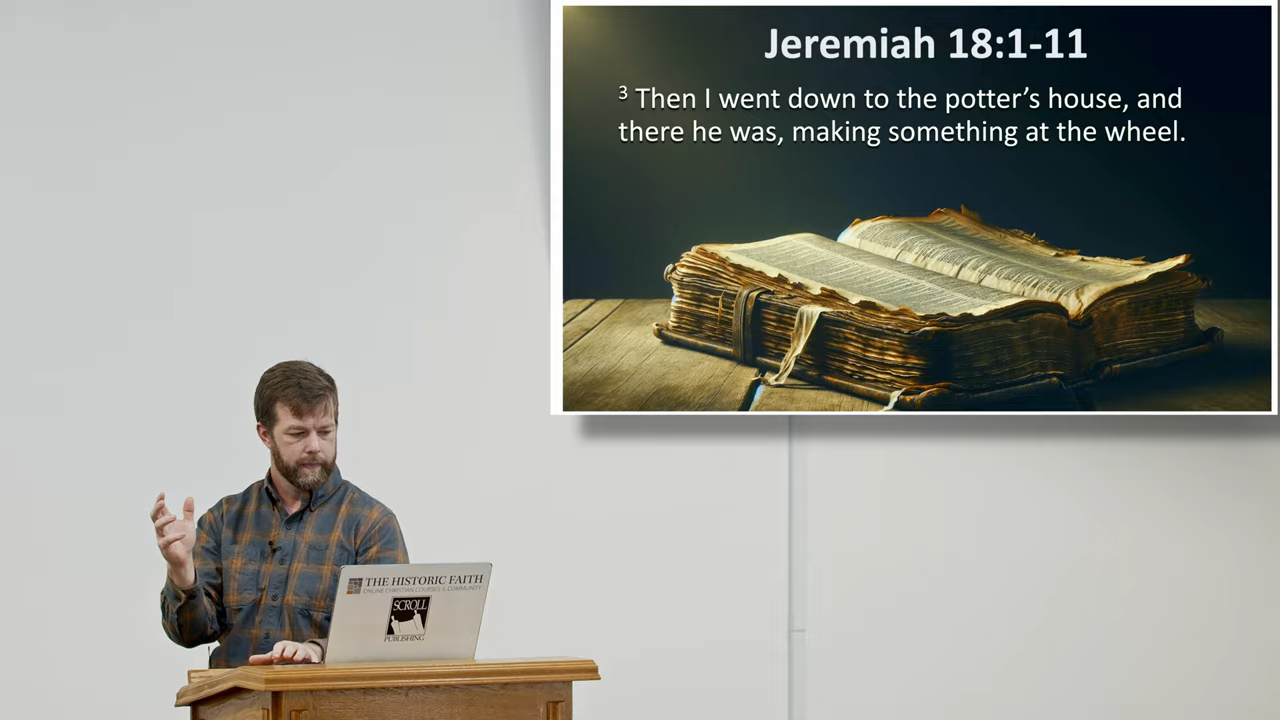 Jeremiah 18:1-11
3 Then I went down to the potter’s house, and
there he was, making something at the wheel.
THE HISTORIC FAITH
ONLINE CHRISTIAN COURSES & COMMUNITY
SCROLL
PUBLISHING